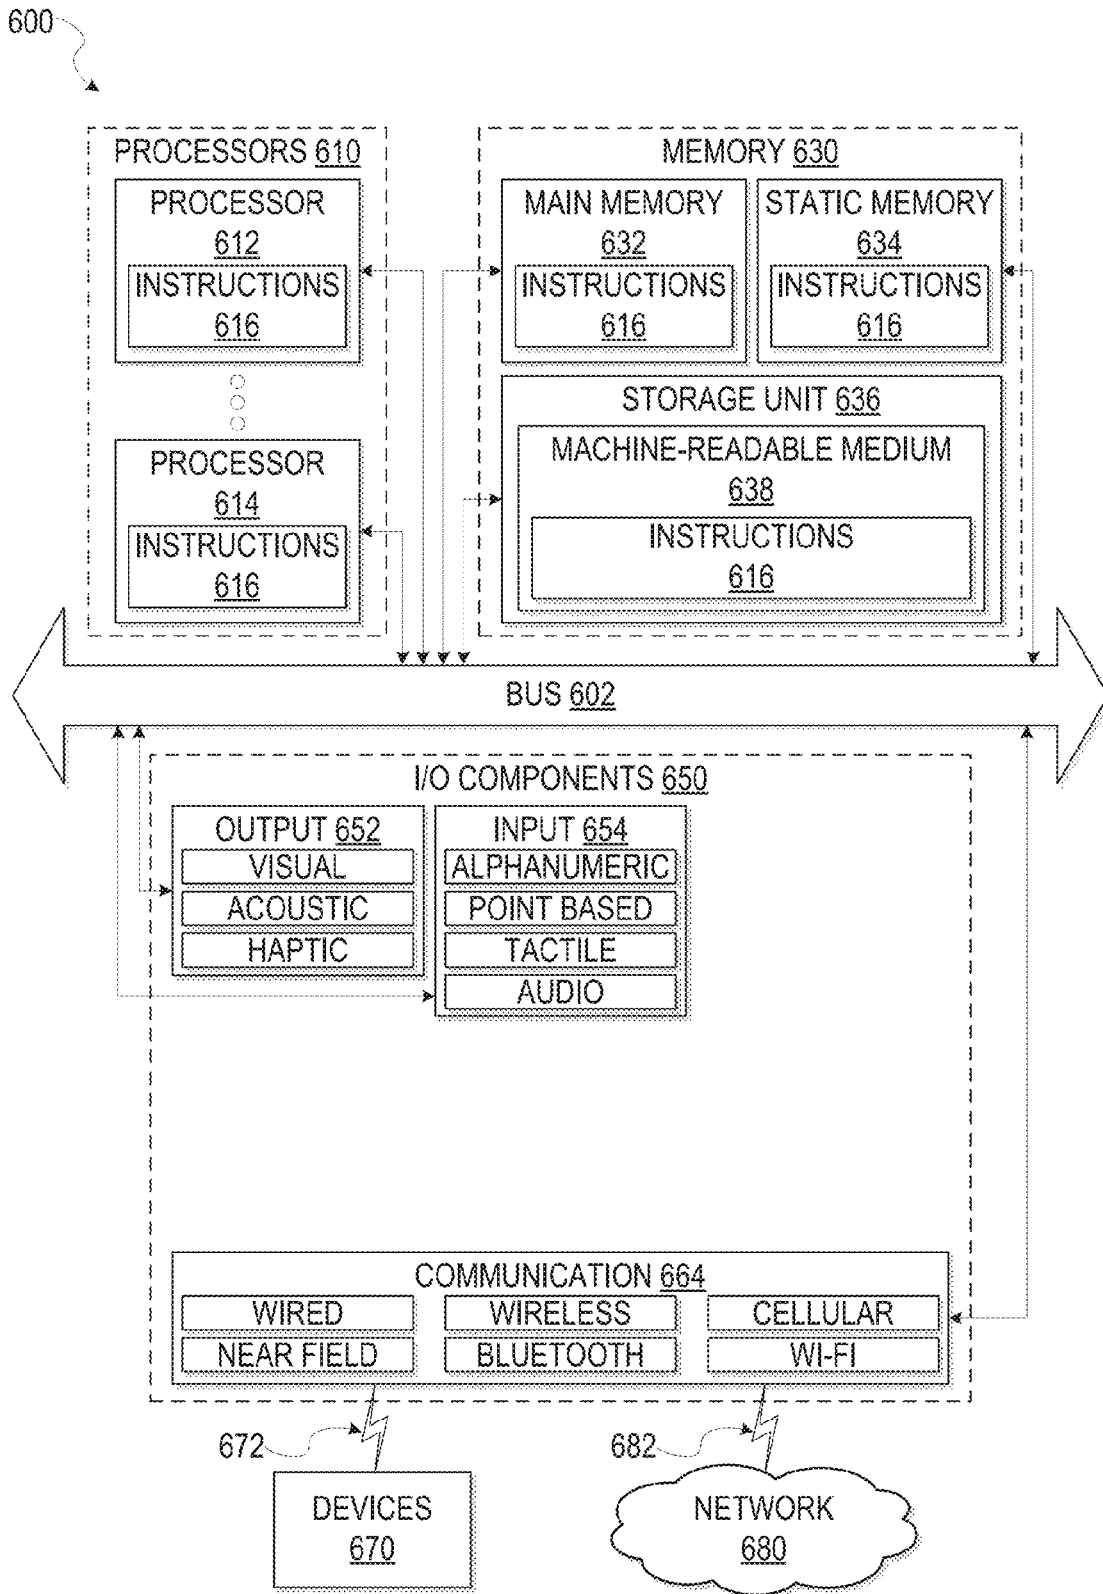 600
PROCESSORS 610
PROCESSOR
612
INSTRUCTIONS
616
PROCESSOR
614
INSTRUCTIONS
616
MEMORY 630
MAIN MEMORY
632
INSTRUCTIONS
616
STATIC MEMORY
634
INSTRUCTIONS
616
STORAGE UNIT 636
MACHINE-READABLE MEDIUM
638
INSTRUCTIONS
616
BUS 602
I/O COMPONENTS 650
OUTPUT 652
VISUAL
ACOUSTIC
HAPTIC
INPUT 654
ALPHANUMERIC
POINT BASED
TACTILE
AUDIO
COMMUNICATION 664
WIRED
WIRELESS
CELLULAR
NEAR FIELD
BLUETOOTH
WI-FI
672
682
DEVICES
670
NETWORK
680